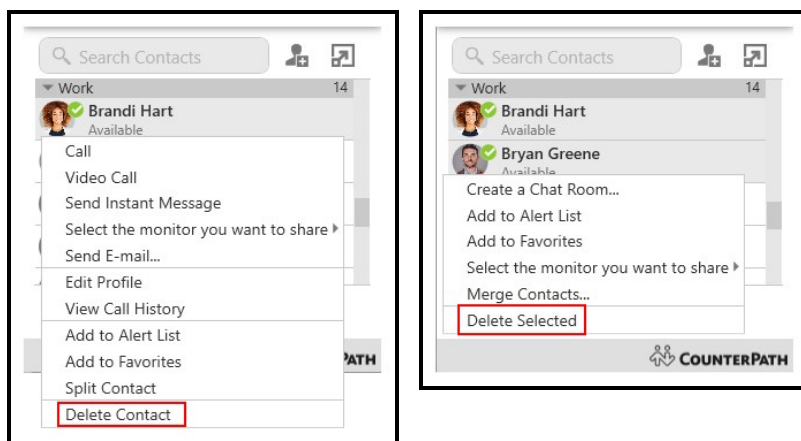 Search Contacts
Work 14
Brandi Hart
Available
Call
Video Call
Send Instant Message
Select the monitor you want to share
Send E-mail...
Edit Profile
View Call History
Add to Alert List
Add to Favorites
Split Contact
Delete Contact
PATH
Search Contacts
Work 14
Brandi Hart
Available
Bryan Greene
Available
Create a Chat Room...
Add to Alert List
Add to Favorites
Select the monitor you want to share
Merge Contacts...
Delete Selected
COUNTERPATH